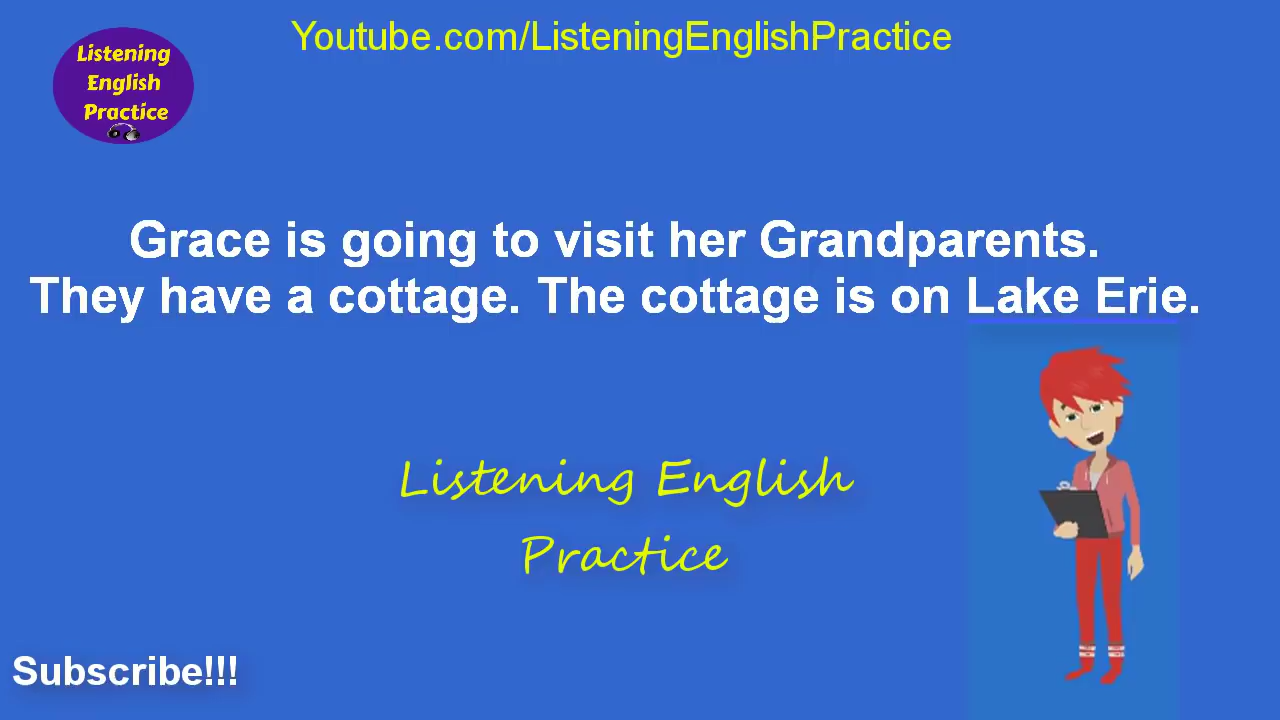 Youtube.com/ListeningEnglishPractice
Listening
English
Practice
Grace is going to visit her Grandparents.
They have a cottage. The cottage is on Lake Erie.
Listening English
Practice
Subscribe!!!